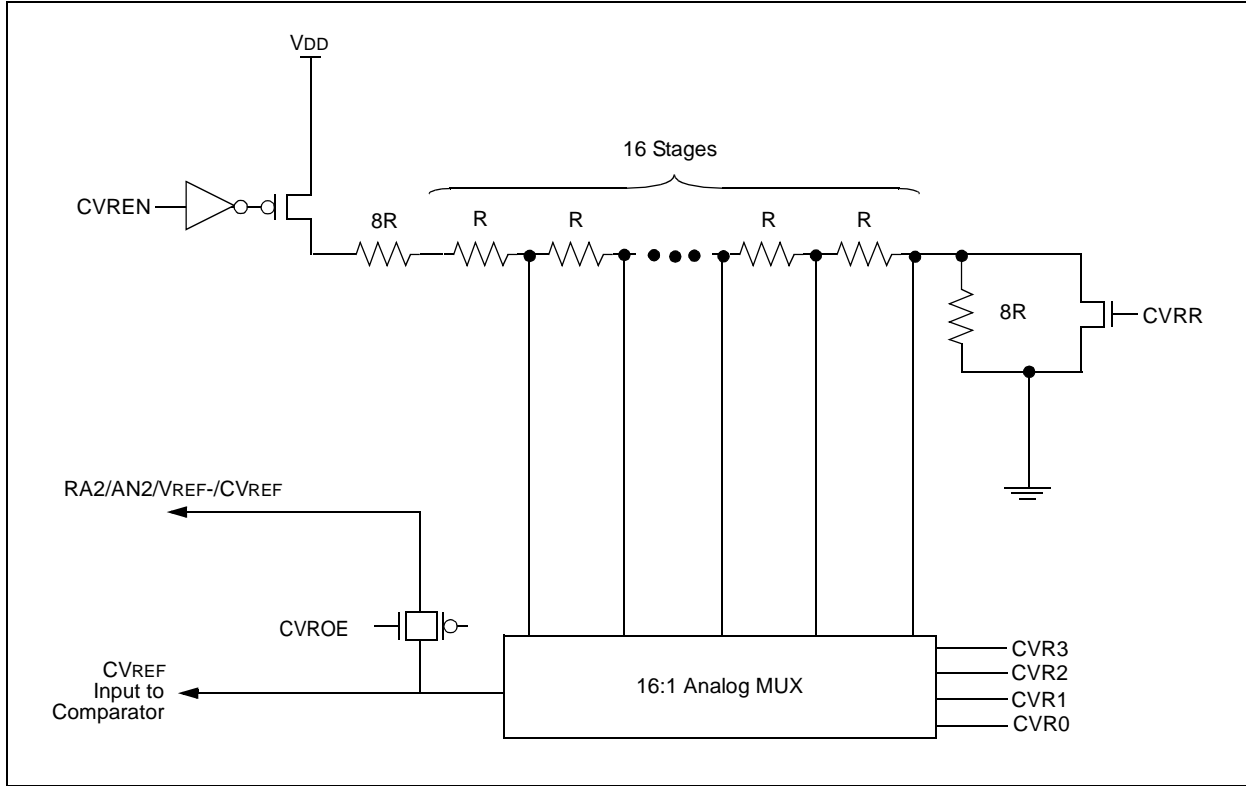 VDD
16 Stages
CVREN
8R
R
R
R
R
8R
CVRR
RA2/AN2/VREF-/CVREF
CVROE
CVREF
Input to
Comparator
16:1 Analog MUX
CVR3
CVR2
CVR1
CVR0